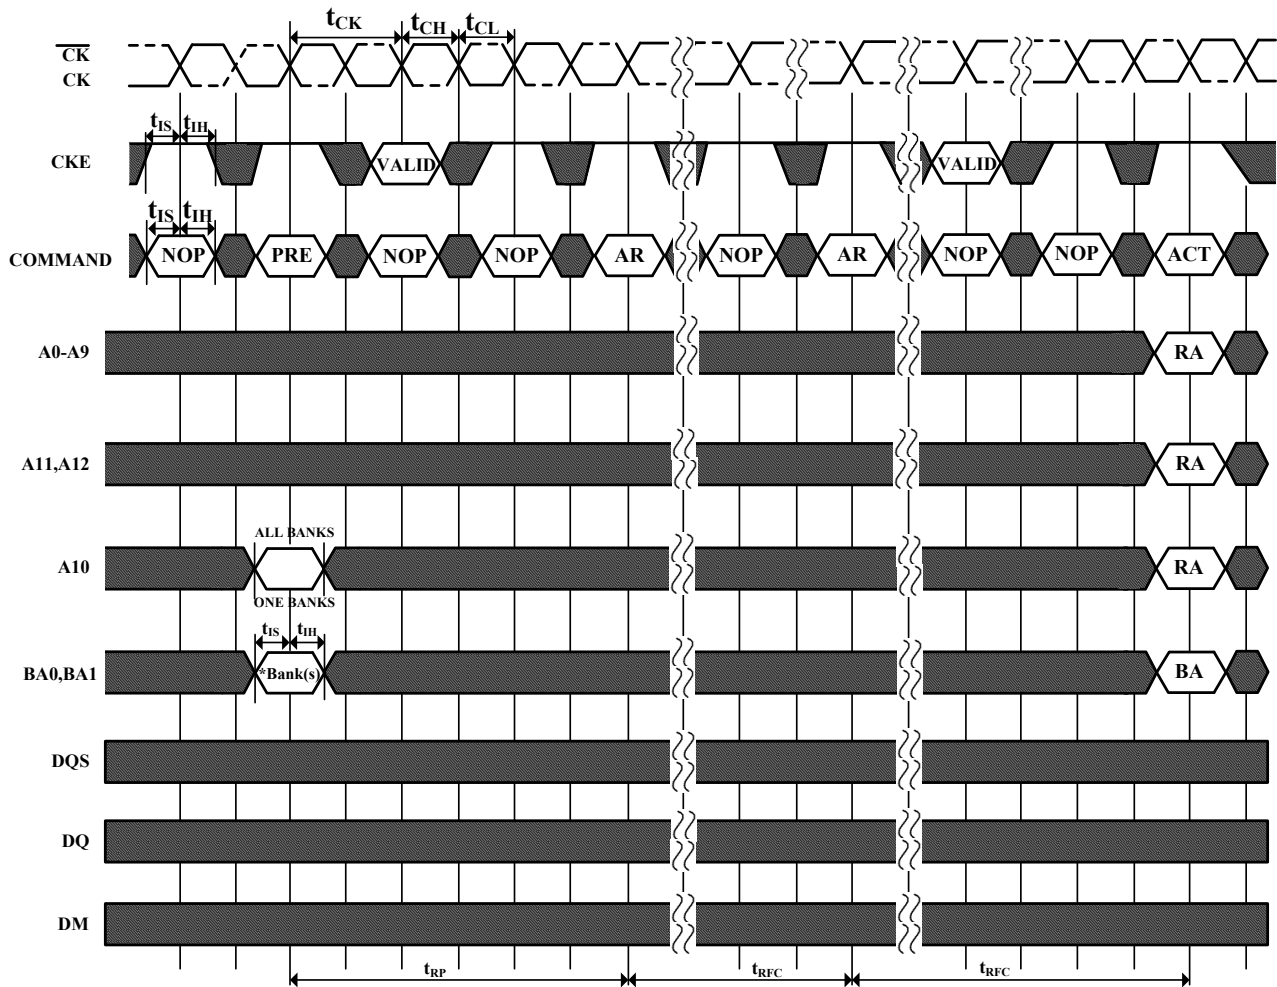 tCK tCH tCL
CK
CK
tIS tIH
CKE VALID VALID
tIS tIH
COMMAND NOP PRE NOP NOP AR NOP AR NOP NOP ACT
A0-A9 RA
A11,A12 RA
ALL BANKS
A10 RA
ONE BANKS
tIS tIH
BA0,BA1 *Bank(s) BA
DQS
DQ
DM
tRP tRFC tRFC